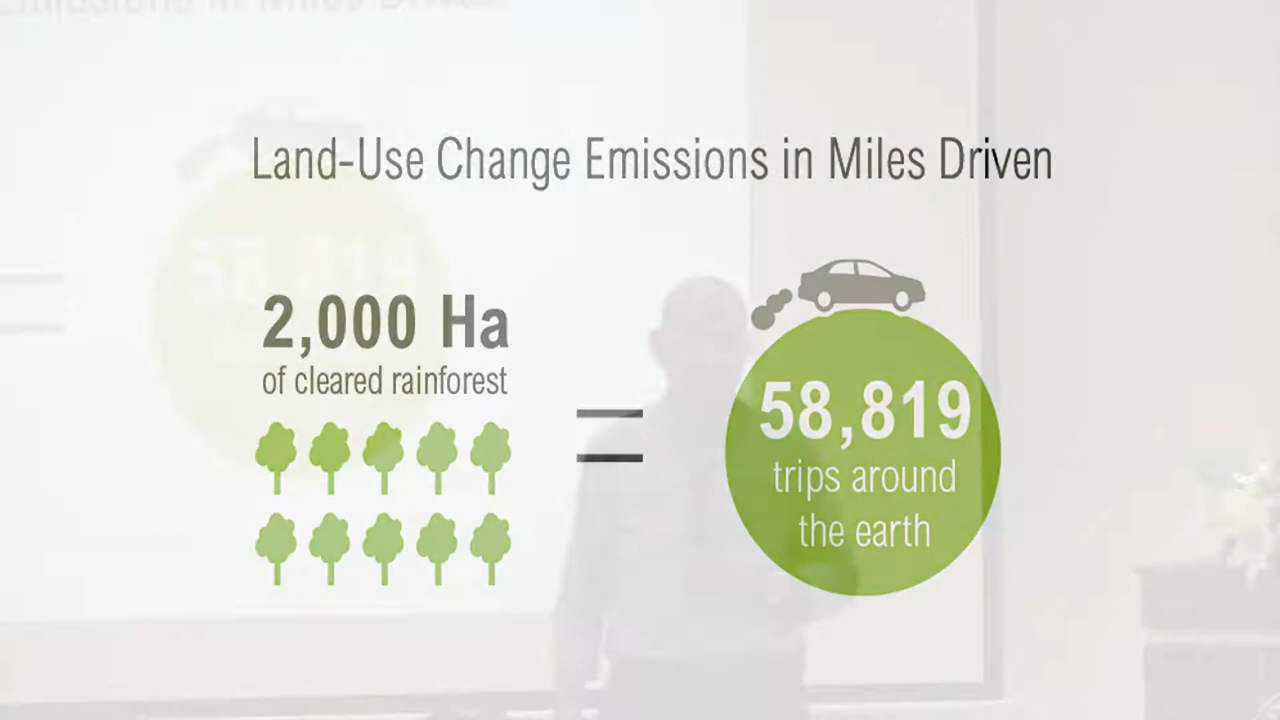 Land-Use Change Emissions in Miles Driven
2,000 Ha
of cleared rainforest
=
58,819
trips around
the earth